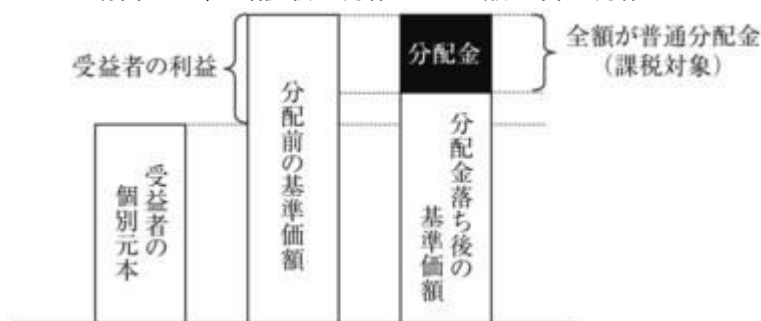 受益者の利益
分配金
全額が普通分配金
(課税対象)
受益者の
個別元本
分配前の基準価額
分配金落ち後の
基準価額